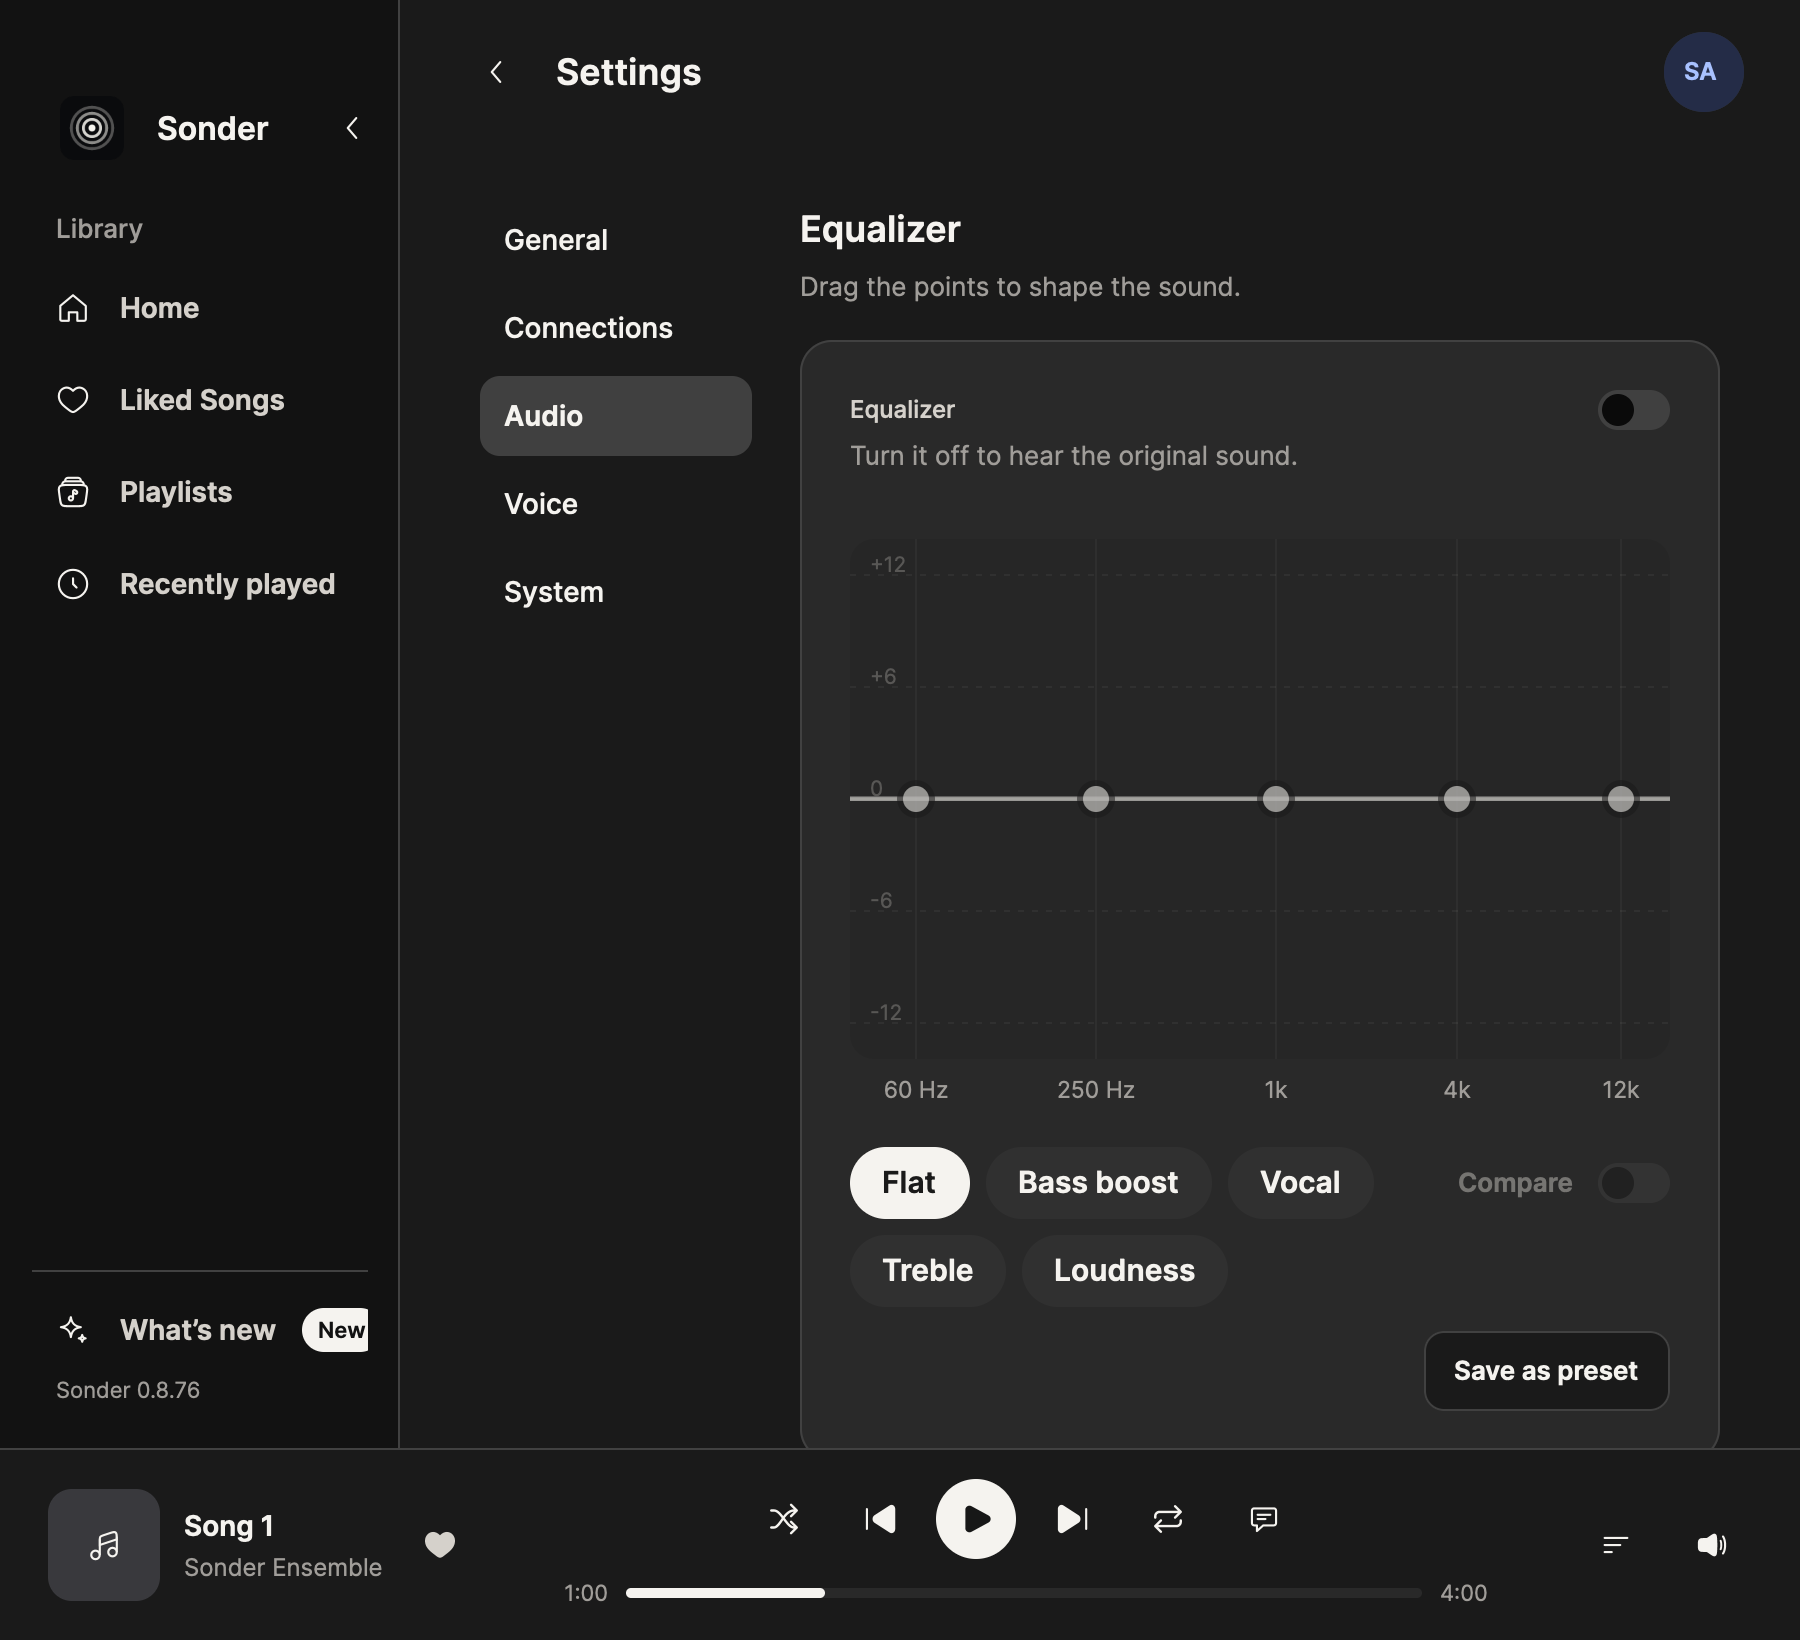 Sonder
Library
Home
Liked Songs
Playlists
Recently played
What's new
New
Sonder 0.8.76
Settings
SA
General
Connections
Audio
Voice
System
Equalizer
Drag the points to shape the sound.
Equalizer
Turn it off to hear the original sound.
+12
+6
0
-6
-12
60 Hz 250 Hz 1k 4k 12k
Flat Bass boost Vocal Compare
Treble Loudness
Save as preset
Song 1
Sonder Ensemble
1:00 4:00